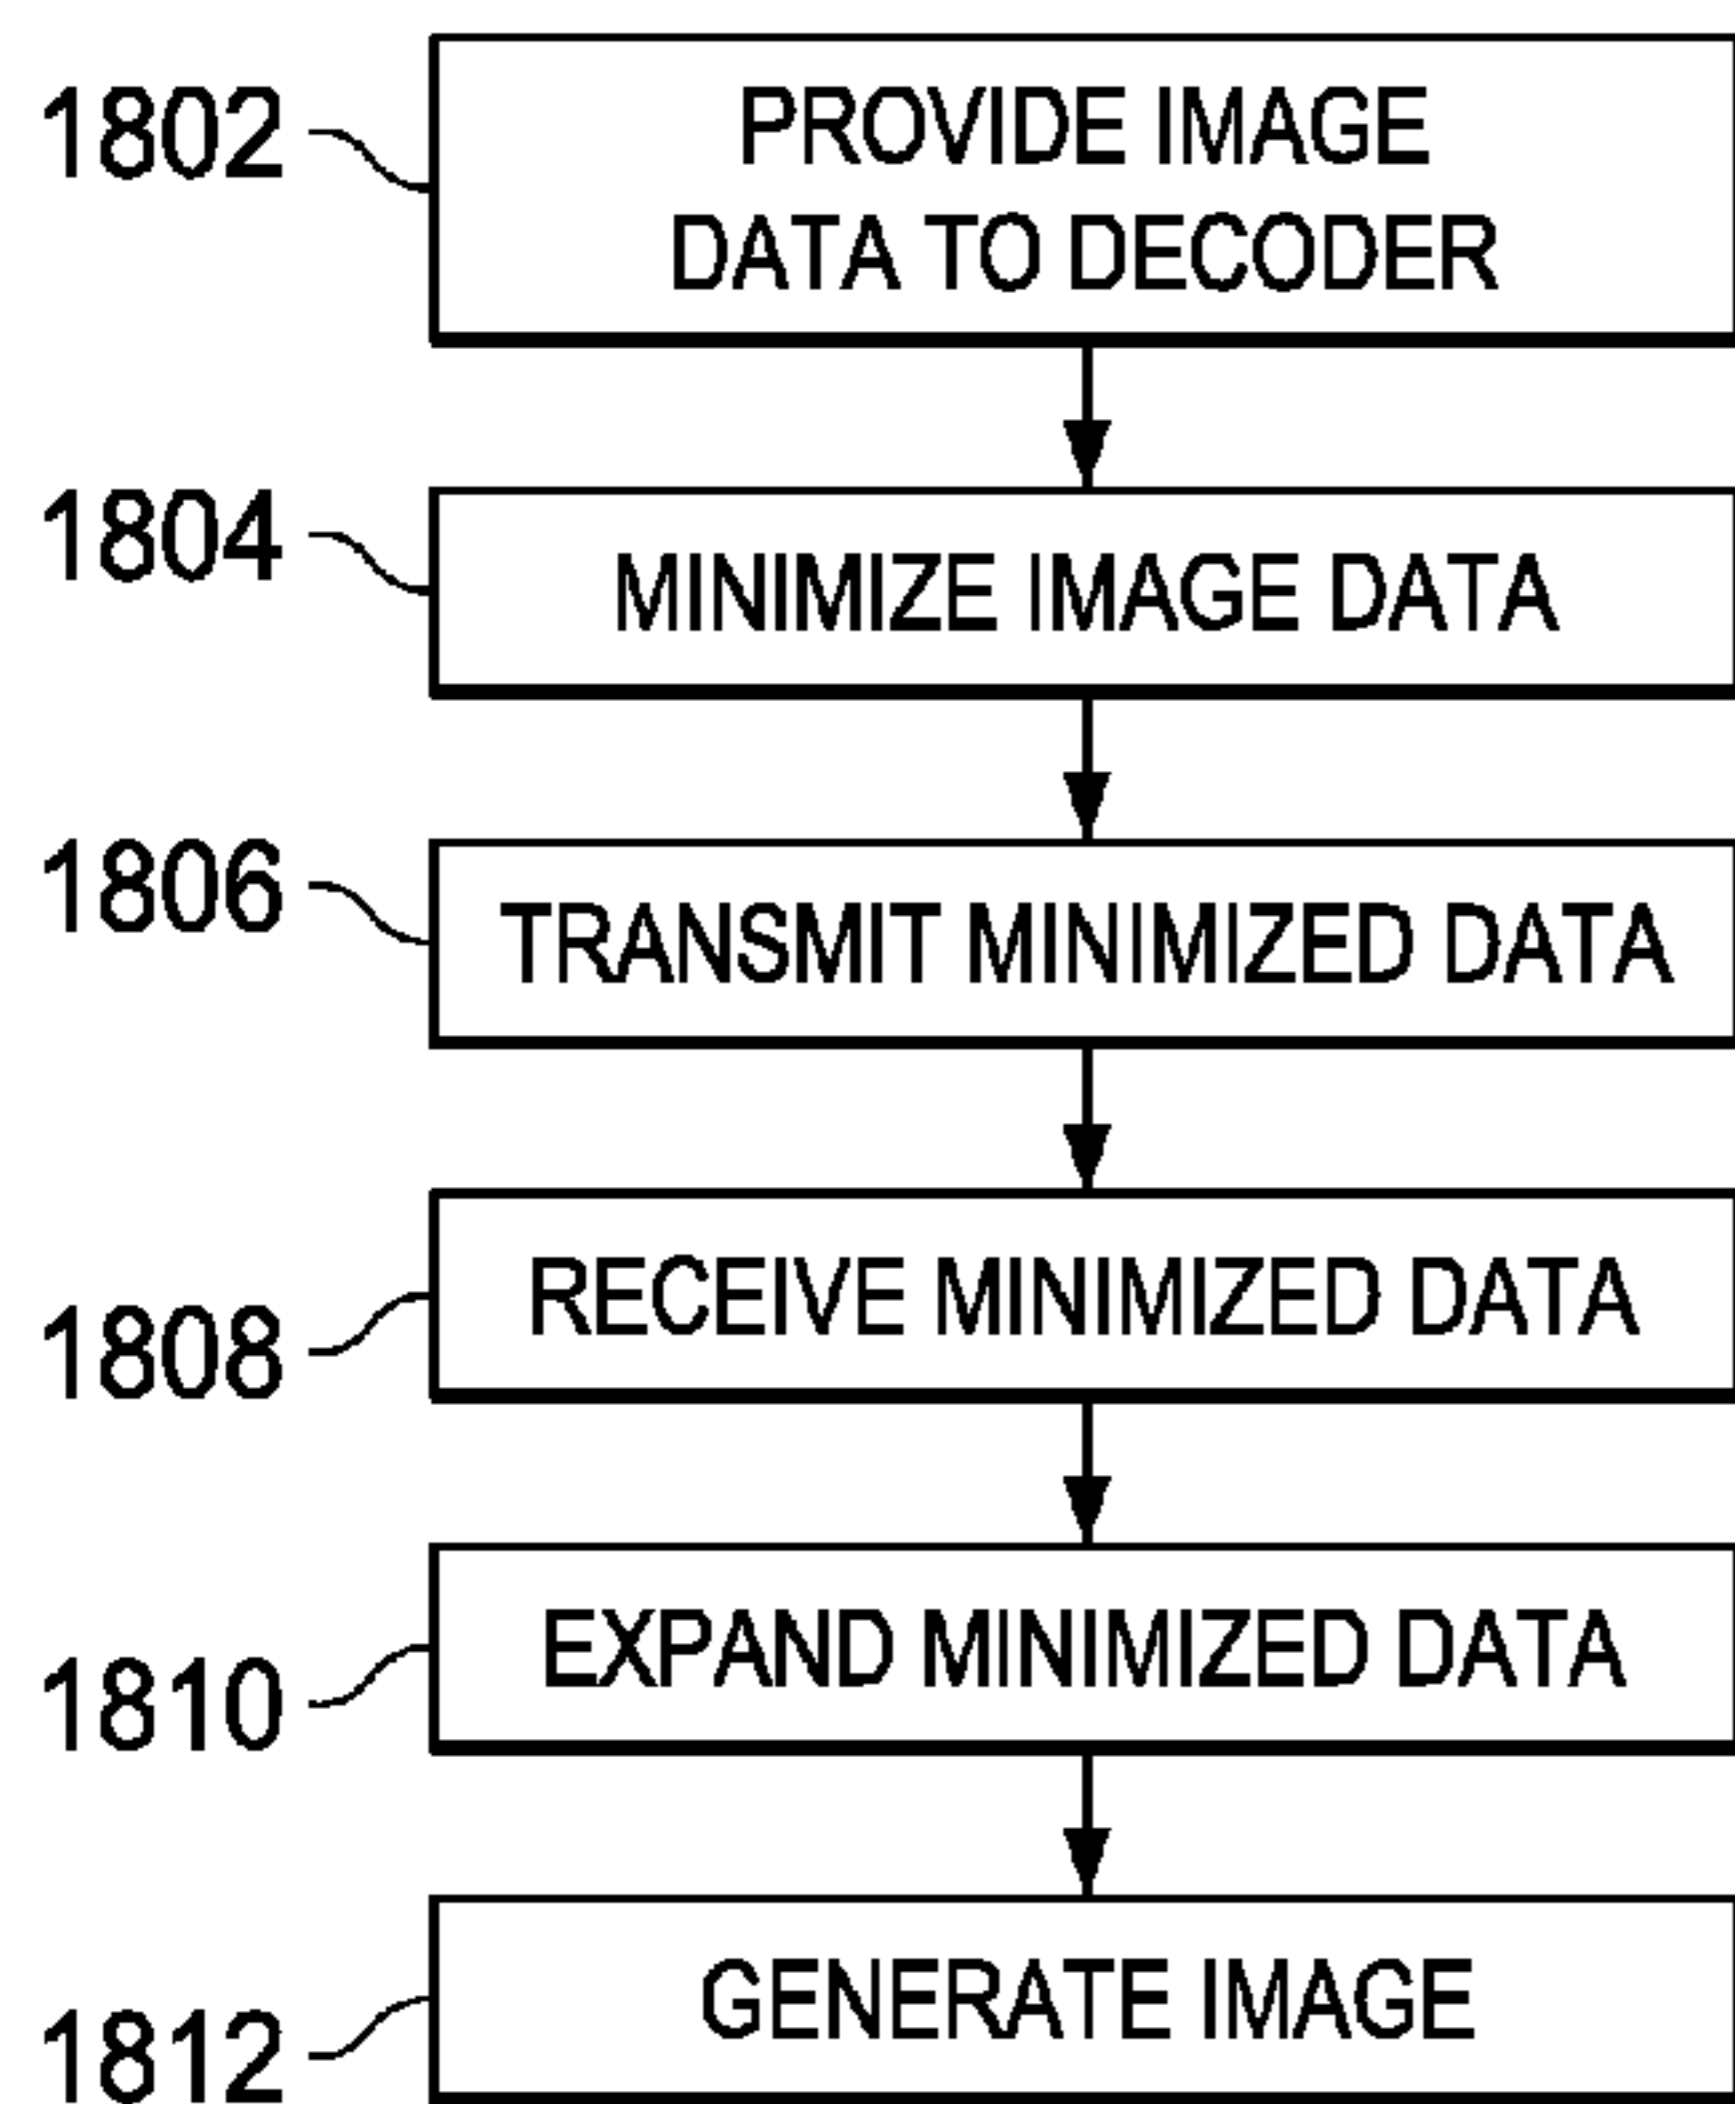 1802
PROVIDE IMAGE
DATA TO DECODER
1804
MINIMIZE IMAGE DATA
1806
TRANSMIT MINIMIZED DATA
1808
RECEIVE MINIMIZED DATA
1810
EXPAND MINIMIZED DATA
1812
GENERATE IMAGE